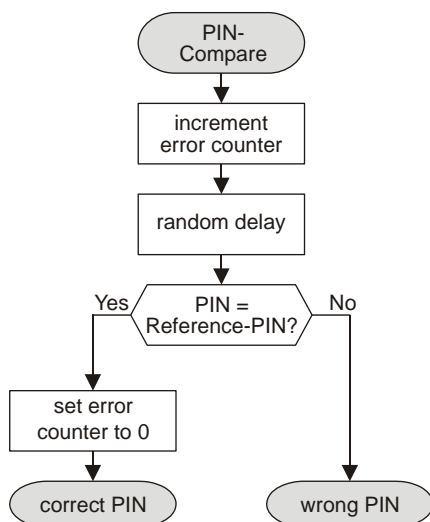 PIN-
Compare
increment
error counter
random delay
Yes
PIN =
Reference-PIN?
No
set error
counter to 0
correct PIN
wrong PIN